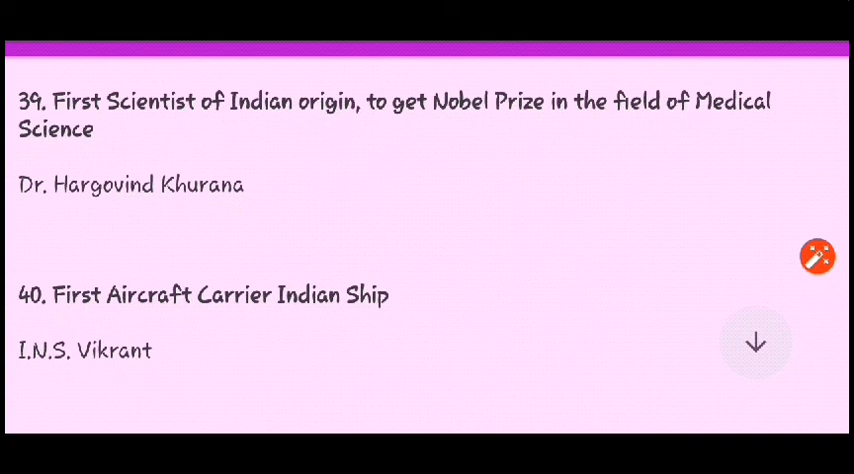 39. First Scientist of Indian origin, to get Nobel Prize in the field of Medical
Science
Dr. Hargovind Khurana
40. First Aircraft Carrier Indian Ship
I.N.S. Vikrant